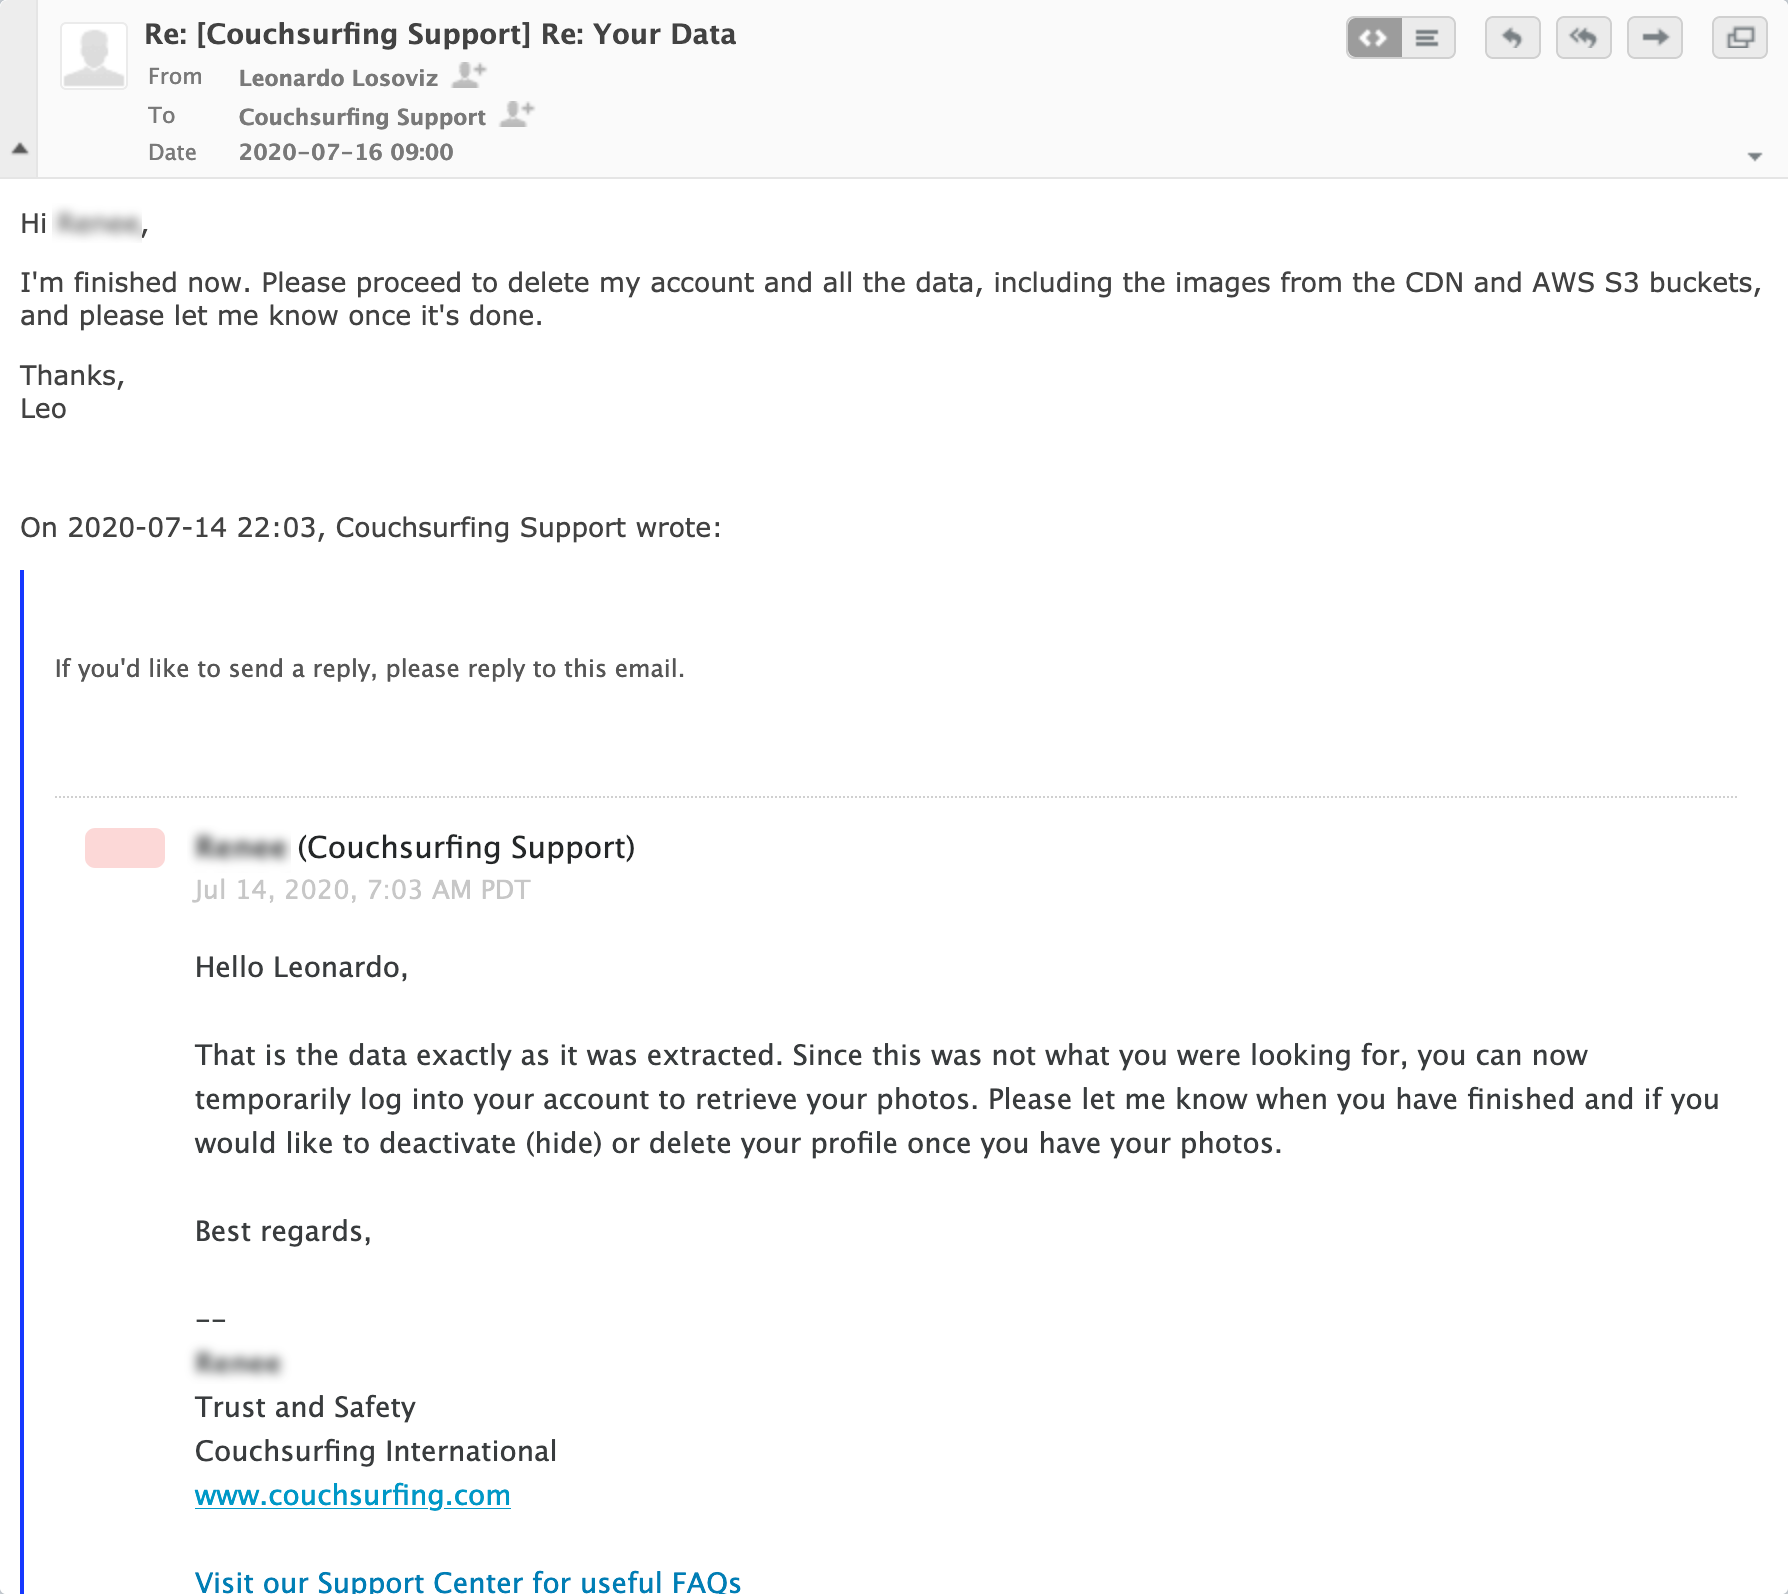 Re: [Couchsurfing Support] Re: Your Data
From Leonardo Losoviz
To Couchsurfing Support
Date 2020-07-16 09:00
Hi ,
I'm finished now. Please proceed to delete my account and all the data, including the images from the CDN and AWS S3 buckets,
and please let me know once it's done.
Thanks,
Leo
On 2020-07-14 22:03, Couchsurfing Support wrote:
If you'd like to send a reply, please reply to this email.
(Couchsurfing Support)
Jul 14, 2020, 7:03 AM PDT
Hello Leonardo,
That is the data exactly as it was extracted. Since this was not what you were looking for, you can now
temporarily log into your account to retrieve your photos. Please let me know when you have finished and if you
would like to deactivate (hide) or delete your profile once you have your photos.
Best regards,
--
Trust and Safety
Couchsurfing International
www.couchsurfing.com
Visit our Support Center for useful FAQs